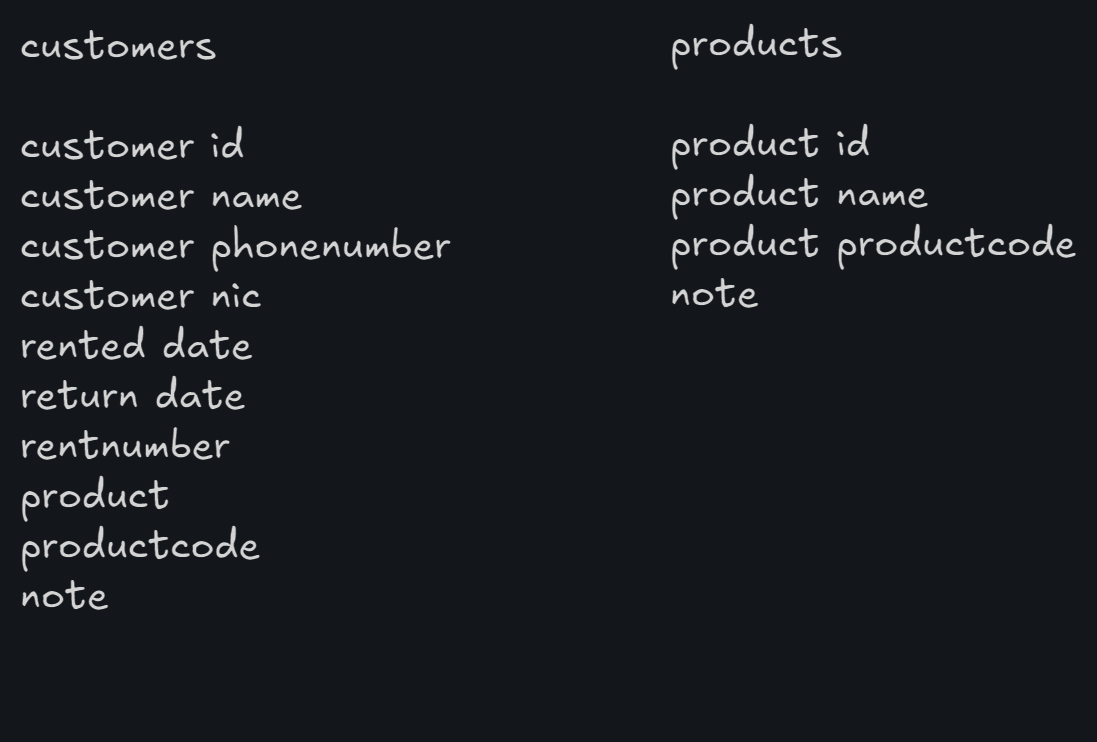 customers
customer id
customer name
customer phonenumber
customer nic
rented date
return date
rentnumber
product
productcode
note
products
product id
product name
product productcode
note